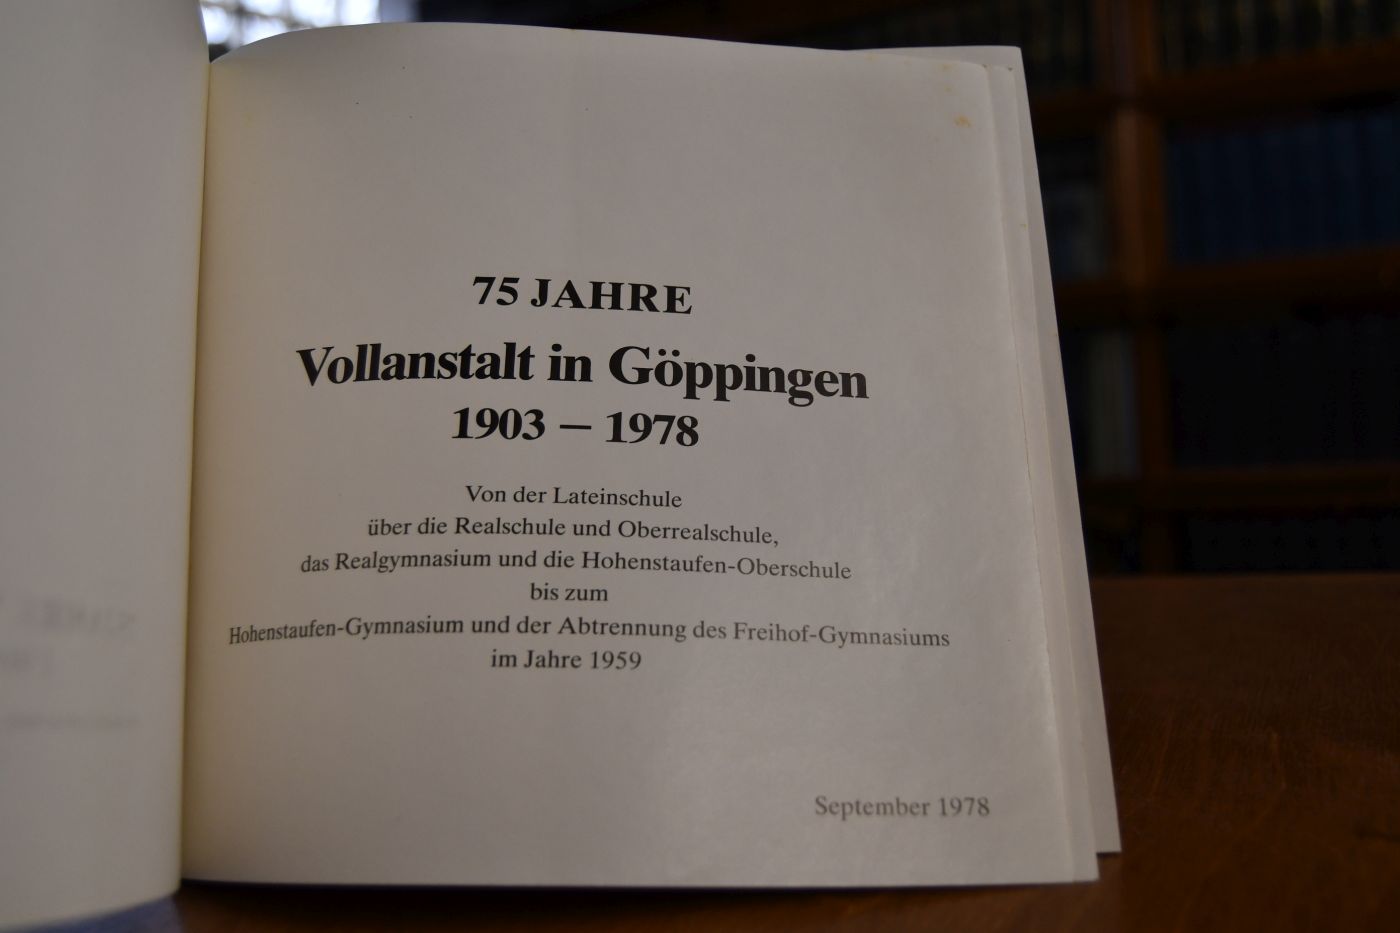 75 JAHRE
Vollanstalt in Göppingen
1903 – 1978
Von der Lateinschule
über die Realschule und Oberrealschule,
das Realgymnasium und die Hohenstaufen-Oberschule
bis zum
Hohenstaufen-Gymnasium und der Abtrennung des Freihof-Gymnasiums
im Jahre 1959
September 1978